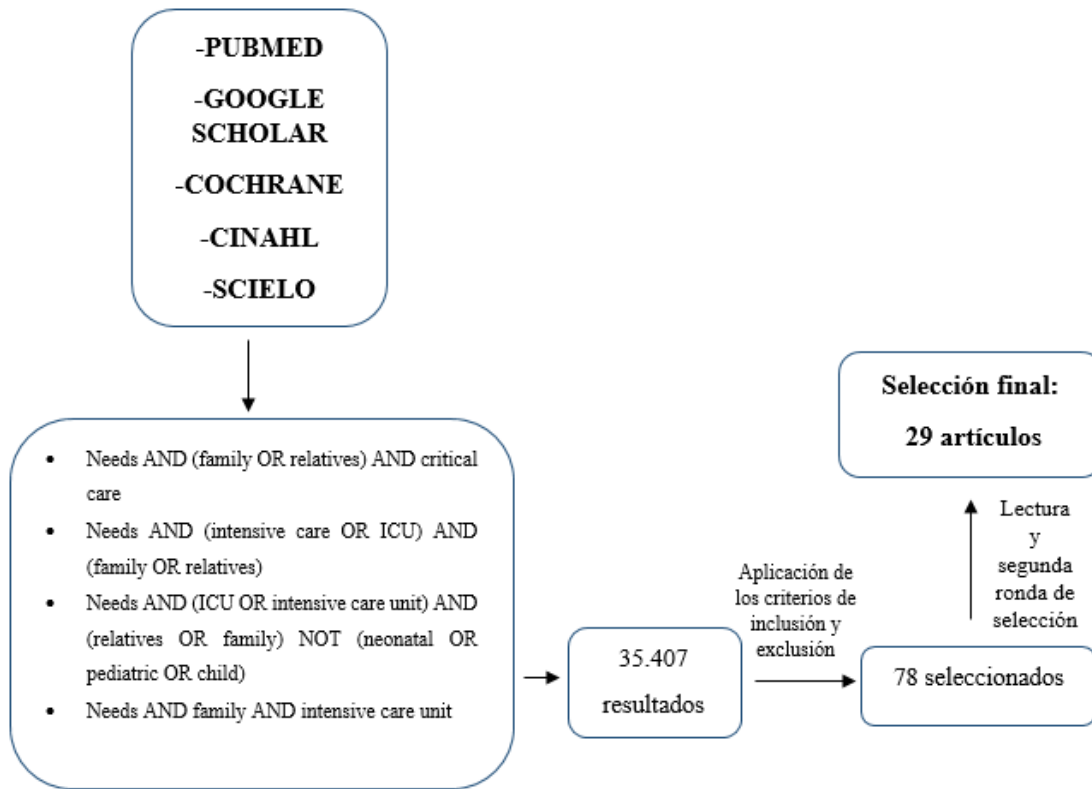 -PUBMED
-GOOGLE
SCHOLAR
-COCHRANE
-CINAHL
-SCIELO
• Needs AND (family OR relatives) AND critical
care
• Needs AND (intensive care OR ICU) AND
(family OR relatives)
• Needs AND (ICU OR intensive care unit) AND
(relatives OR family) NOT (neonatal OR
pediatric OR child)
• Needs AND family AND intensive care unit
35.407
resultados
Aplicación de
los criterios de
inclusión y
exclusión
78 seleccionados
Lectura
y
segunda
ronda de
selección
Selección final:
29 artículos